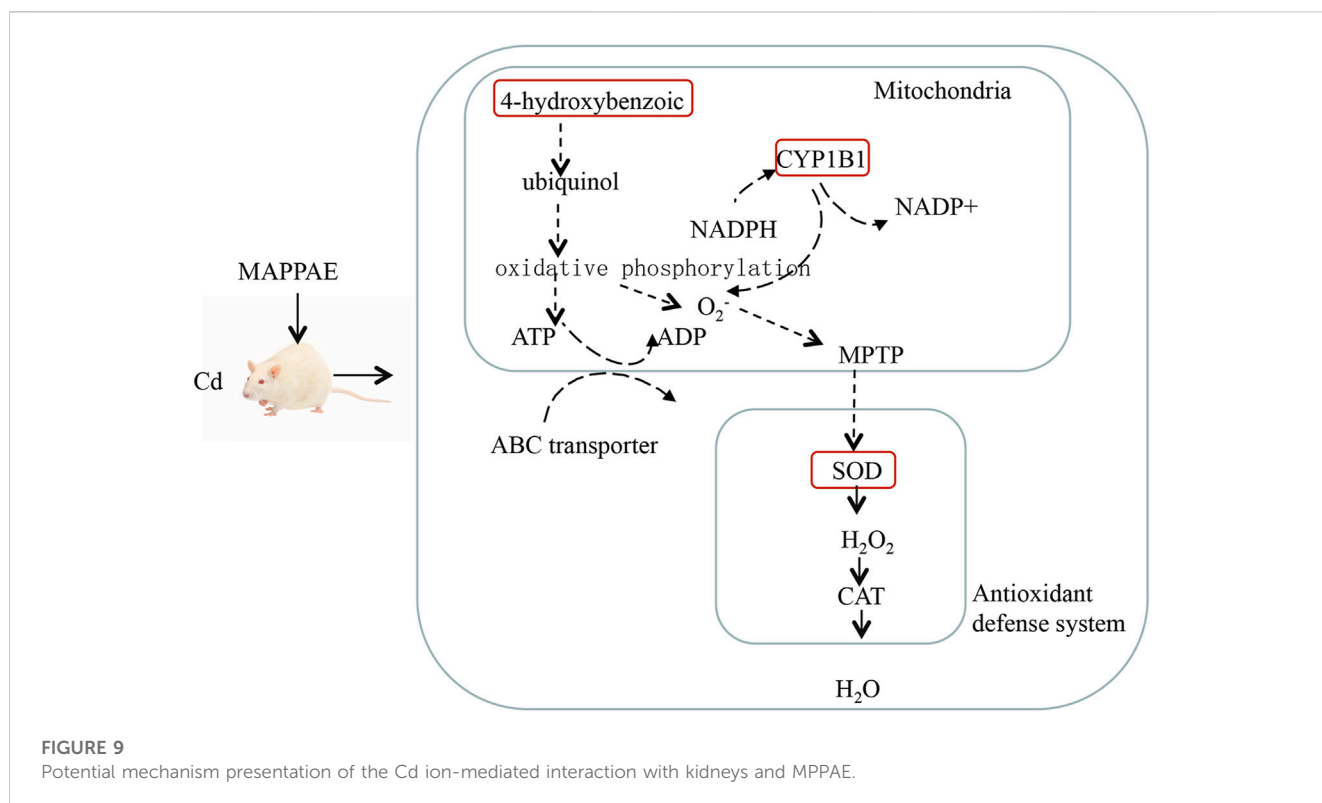 4-hydroxybenzoic
Mitochondria
CYP1B1
ubiquinol
NADP+
NADPH
MAPPAE
oxidative phosphorylation
O₂⁻
ATP
ADP
MPTP
Cd
ABC transporter
SOD
H₂O₂
CAT
Antioxidant
defense system
H₂O
FIGURE 9
Potential mechanism presentation of the Cd ion-mediated interaction with kidneys and MPPAE.